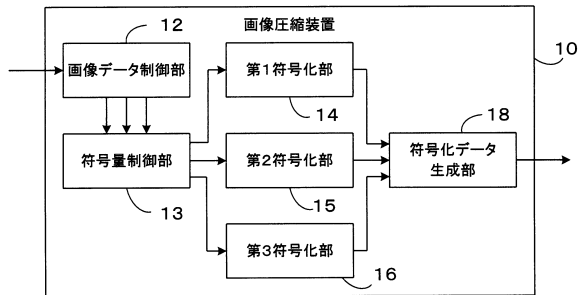 画像圧縮装置
12
10
画像データ制御部
第1符号化部
14
18
符号量制御部
第2符号化部
符号化データ
生成部
13
15
第3符号化部
16